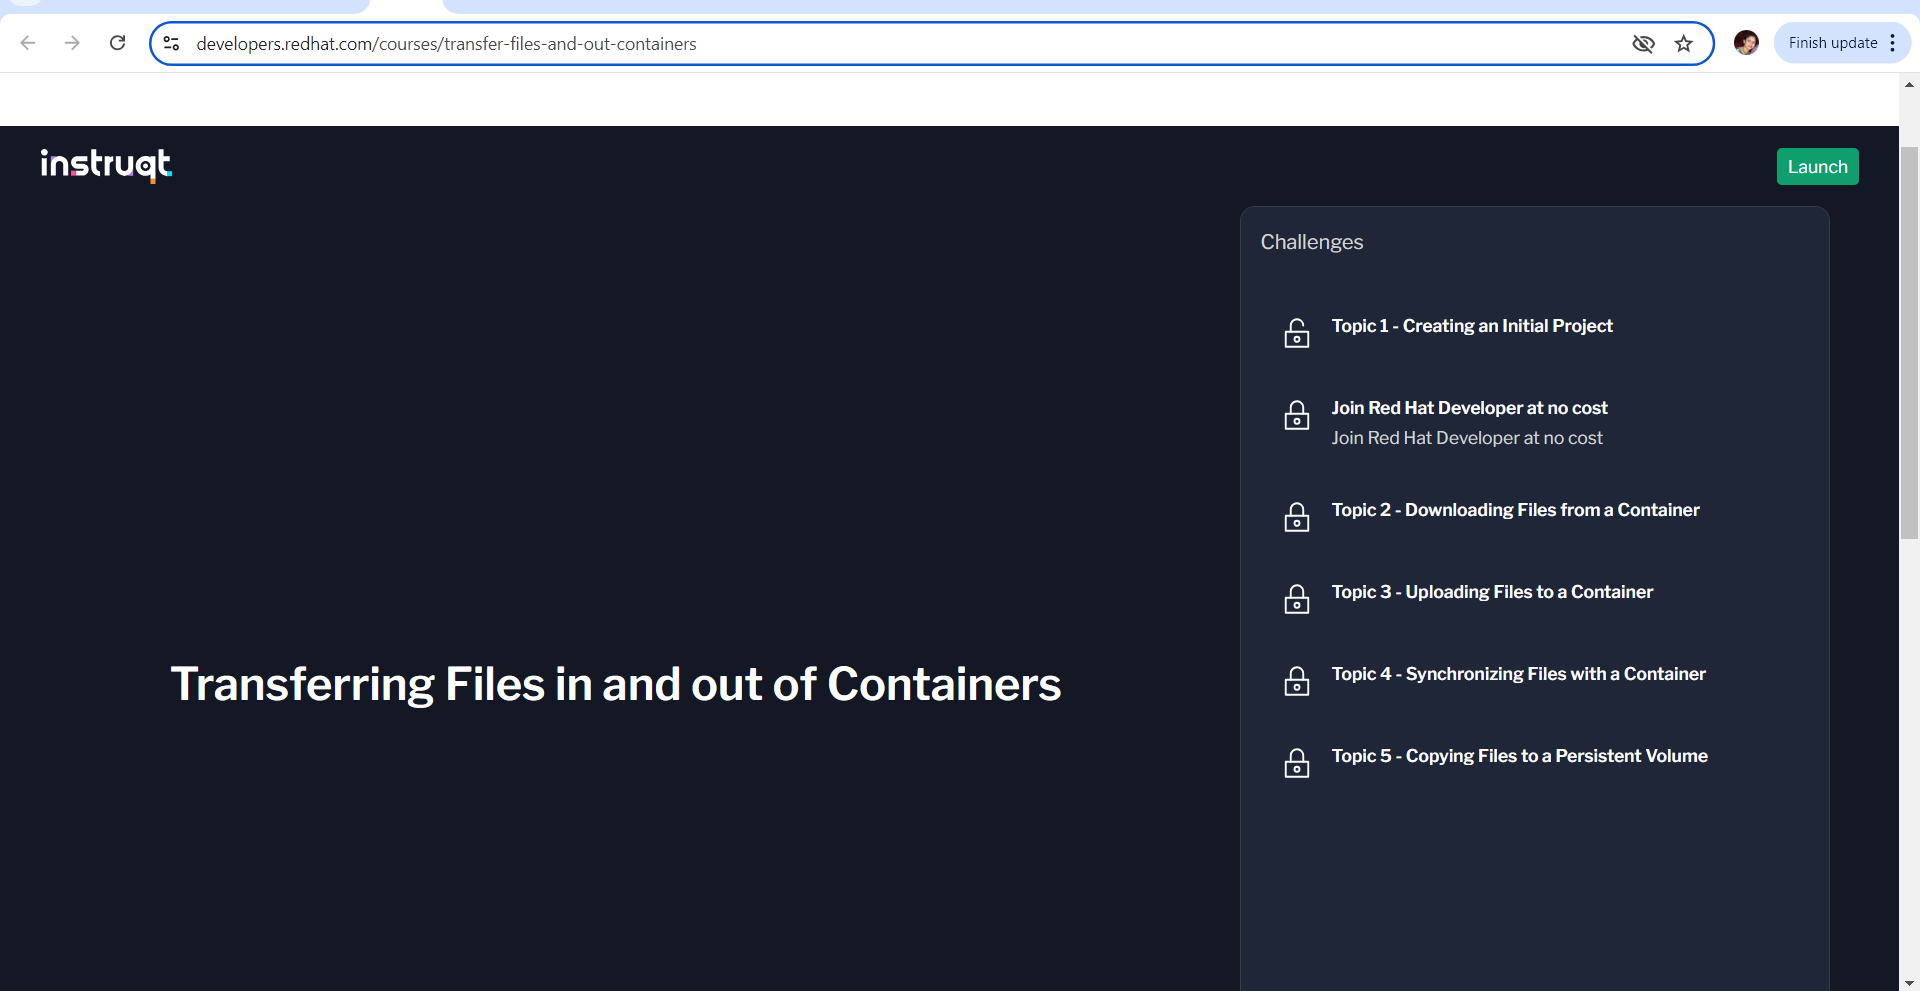 developers.redhat.com/courses/transfer-files-and-out-containers
Finish update
instruqt
Launch
Challenges
Topic 1 - Creating an Initial Project
Join Red Hat Developer at no cost
Join Red Hat Developer at no cost
Topic 2 - Downloading Files from a Container
Topic 3 - Uploading Files to a Container
Topic 4 - Synchronizing Files with a Container
Topic 5 - Copying Files to a Persistent Volume
Transferring Files in and out of Containers